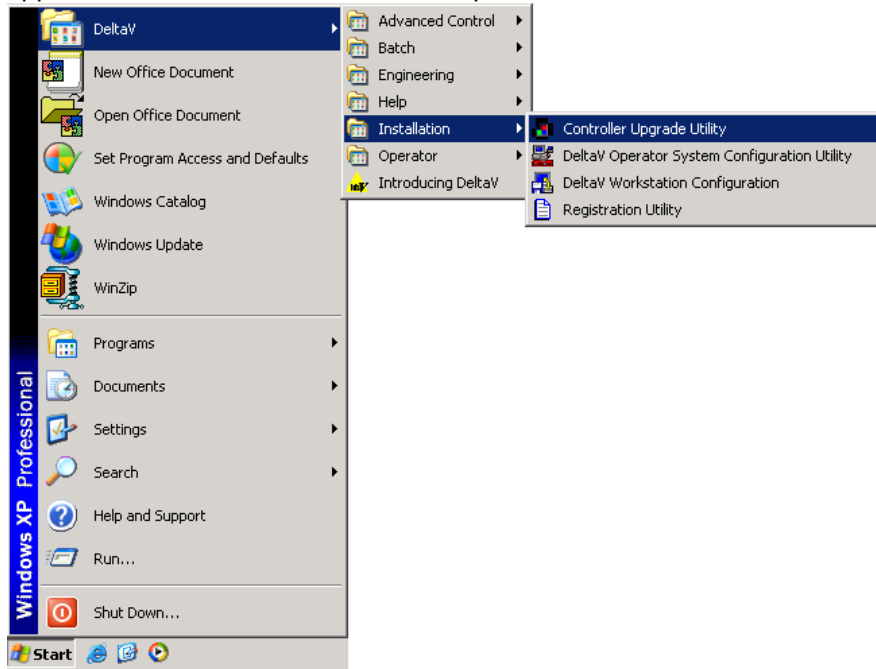 DeltaV
New Office Document
Open Office Document
Set Program Access and Defaults
Windows Catalog
Windows Update
WinZip
Programs
Documents
Settings
Search
Help and Support
Run...
Shut Down...
Windows XP Professional
Start
Advanced Control
Batch
Engineering
Help
Installation
Operator
Introducing DeltaV
Controller Upgrade Utility
DeltaV Operator System Configuration Utility
DeltaV Workstation Configuration
Registration Utility